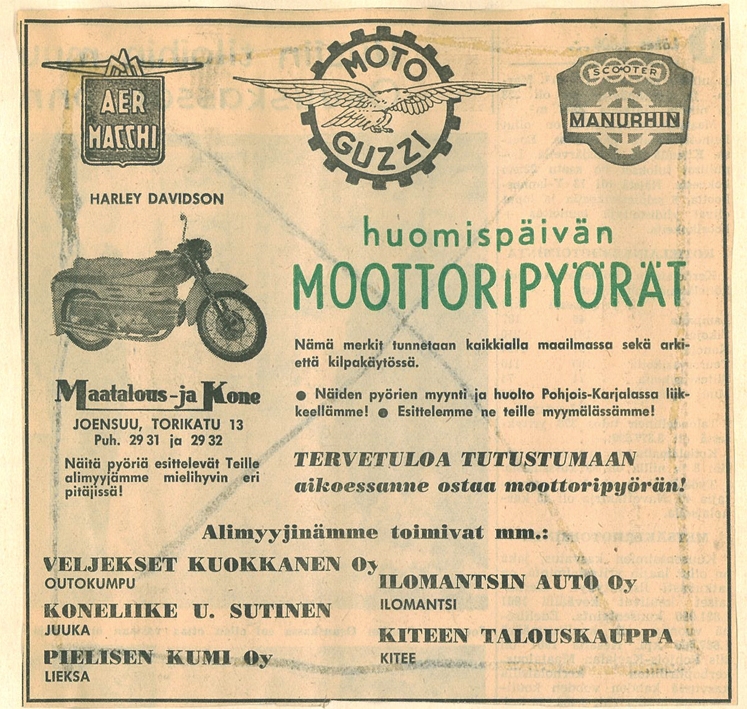 AER
MACCHI
MOTO
GUZZI
SCOOTER
MANURHIN
HARLEY DAVIDSON
huomispäivän
MOOTTORIPYÖRÄT
Nämä merkit tunnetaan kaikkialla maailmassa sekä arki-
että kilpakäytössä.
● Näiden pyörien myynti ja huolto Pohjois-Karjalassa liik-
keellämme! ● Esittelemme ne teille myymälässämme!
Maatalous-ja Kone
JOENSUU, TORIKATU 13
Puh. 29 31 ja 29 32
Näitä pyöriä esittelevät Teille
alimyyjämme mielihyvin eri
pitäjissä!
TERVETULOA TUTUSTUMAAN
aikoessanne ostaa moottoripyörän!
Alimyyjinämme toimivat mm.:
VELJEKSET KUOKKANEN Oy
OUTOKUMPU
KONELIIKE U. SUTINEN
JUUKA
PIELISEN KUMI Oy
LIEKSA
ILOMANTSIN AUTO Oy
ILOMANTSI
KITEEN TALOUSKAUPPA
KITEE